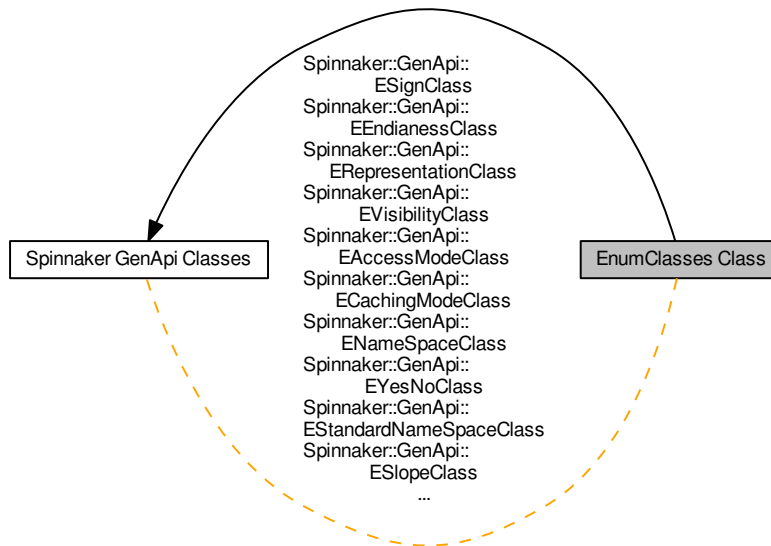 Spinnaker::GenApi::
ESignClass
Spinnaker::GenApi::
EEndianessClass
Spinnaker::GenApi::
ERepresentationClass
Spinnaker::GenApi::
EVisibilityClass
Spinnaker::GenApi::
EAccessModeClass
Spinnaker::GenApi::
ECachingModeClass
Spinnaker::GenApi::
ENameSpaceClass
Spinnaker::GenApi::
EYesNoClass
Spinnaker::GenApi::
EStandardNameSpaceClass
Spinnaker::GenApi::
ESlopeClass
...
Spinnaker GenApi Classes
EnumClasses Class